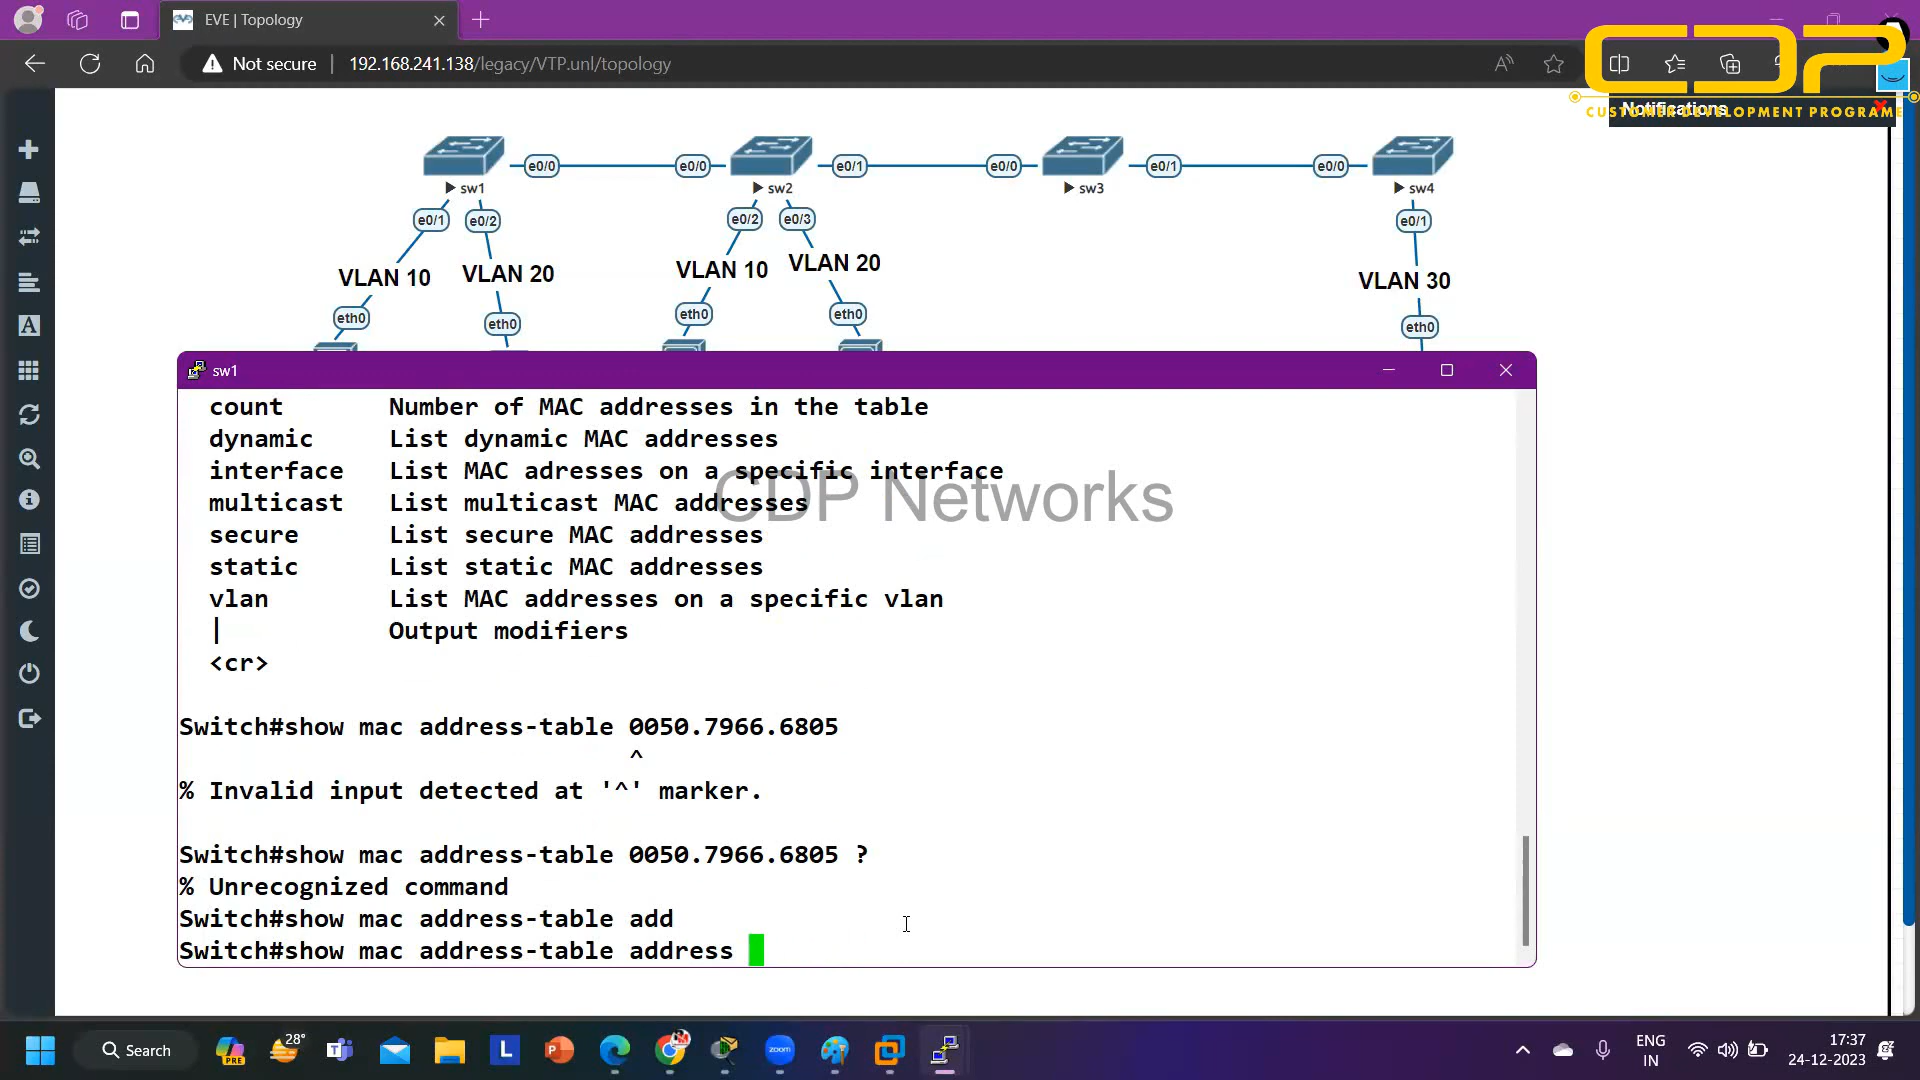 EVE | Topology
Not secure
192.168.241.138/legacy/VTP.unl/topology
CDP
CUSTOMER DEVELOPMENT PROGRAME
Notifications
e0/0
e0/0
e0/1
e0/0
e0/1
e0/0
sw1
sw2
sw3
sw4
e0/1
e0/2
e0/2
e0/3
e0/1
VLAN 10
VLAN 20
VLAN 10
VLAN 20
VLAN 30
eth0
eth0
eth0
eth0
eth0
sw1
count Number of MAC addresses in the table
dynamic List dynamic MAC addresses
interface List MAC adresses on a specific interface
multicast List multicast MAC addresses
secure List secure MAC addresses
static List static MAC addresses
vlan List MAC addresses on a specific vlan
| Output modifiers
<cr>
CDP Networks
Switch#show mac address-table 0050.7966.6805
^
% Invalid input detected at '^' marker.
Switch#show mac address-table 0050.7966.6805 ?
% Unrecognized command
Switch#show mac address-table add
Switch#show mac address-table address
Search
PRE
28°
L
zoom
ENG
IN
17:37
24-12-2023